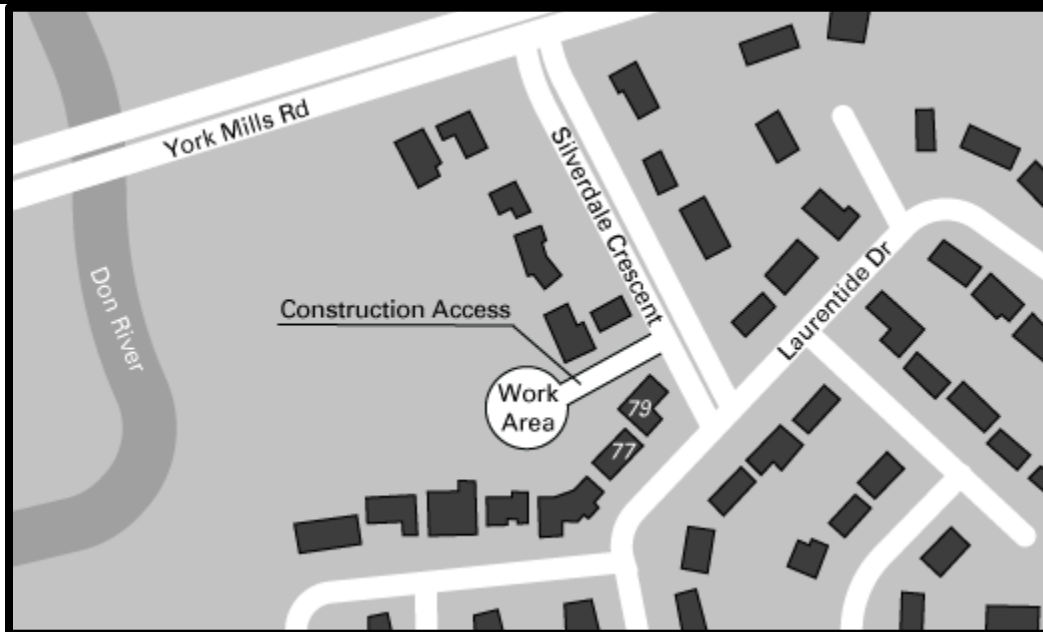 York Mills Rd
Silverdale Crescent
Don River
Laurentide Dr
Construction Access
Work
Area
79
77